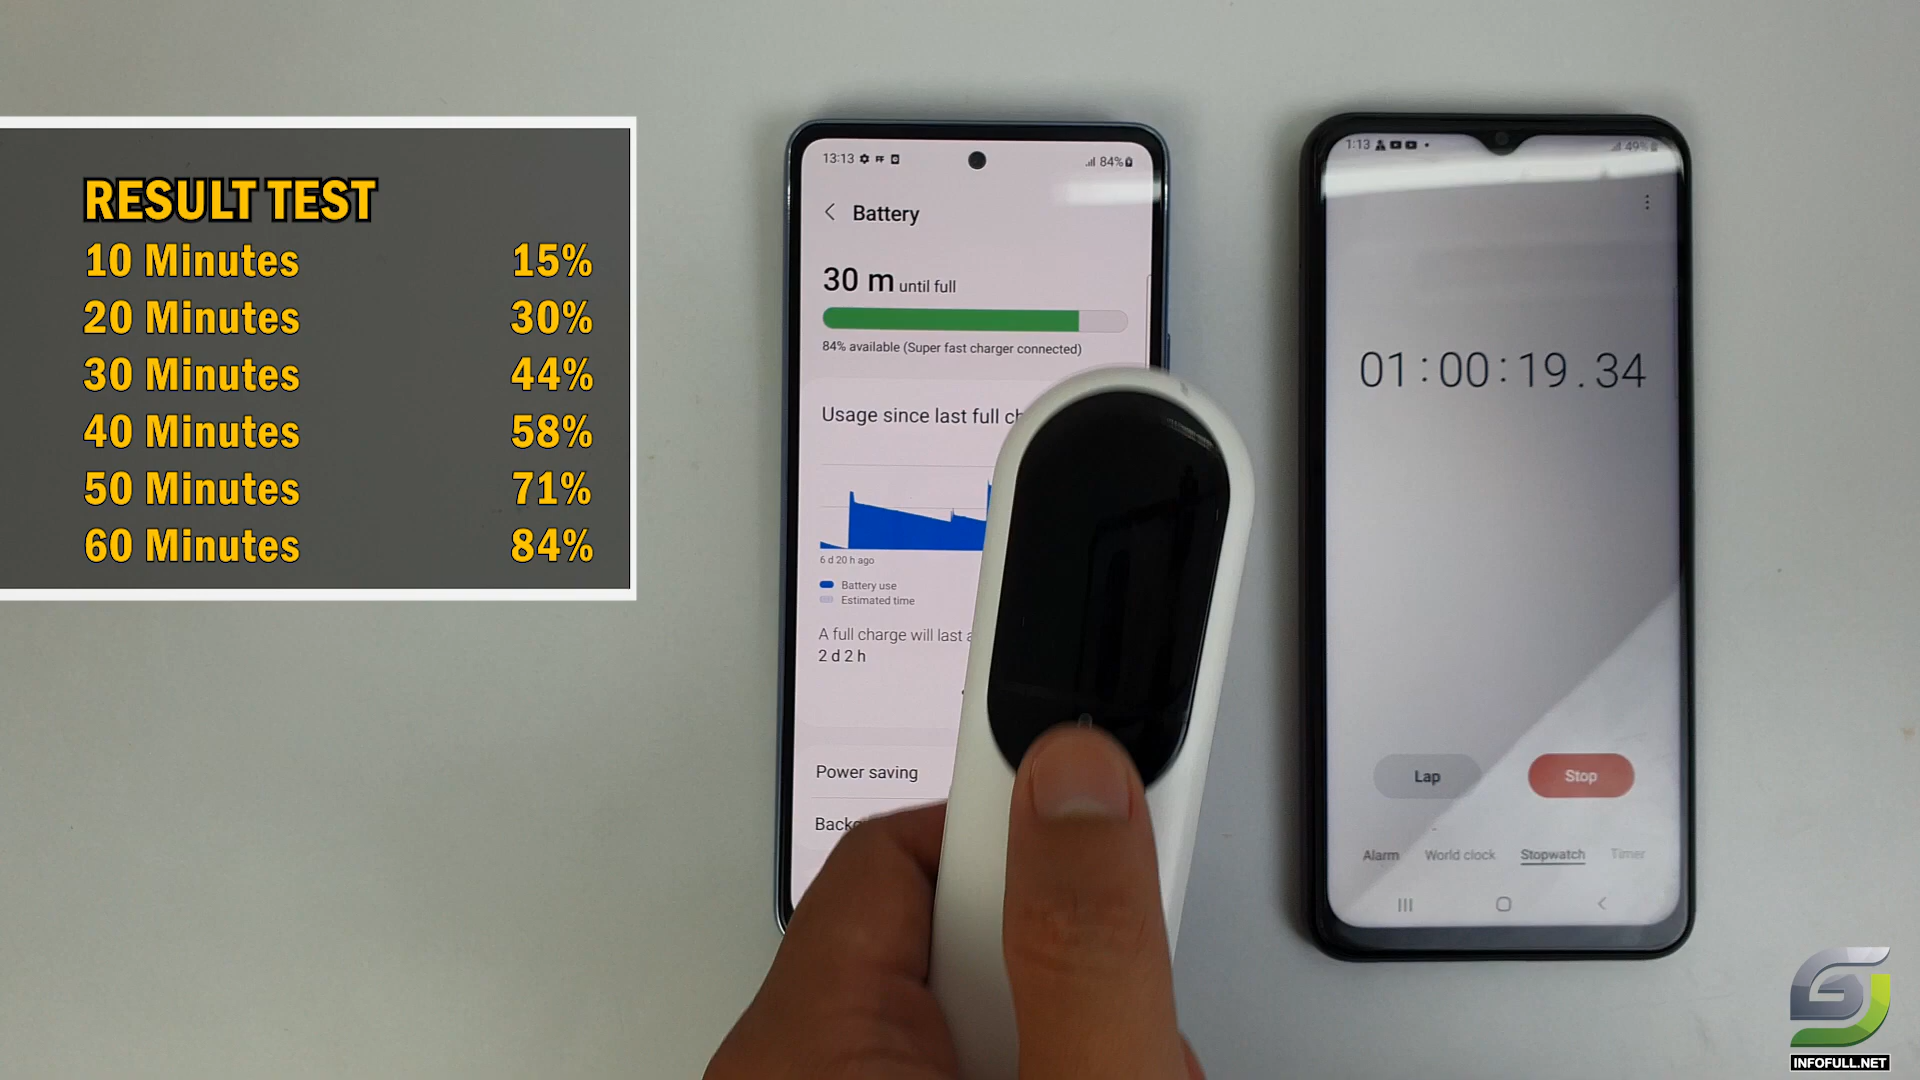 RESULT TEST
10 Minutes 15%
20 Minutes 30%
30 Minutes 44%
40 Minutes 58%
50 Minutes 71%
60 Minutes 84%
13:13 84%
Battery
30 m until full
84% available (Super fast charger connected)
Usage since last full
6 d 20 h ago
Battery use
Estimated time
A full charge will last
2 d 2 h
Power saving
1:13 49%
01:00:19.34
Lap Stop
Alarm World clock Stopwatch Timer
INFOFULL.NET